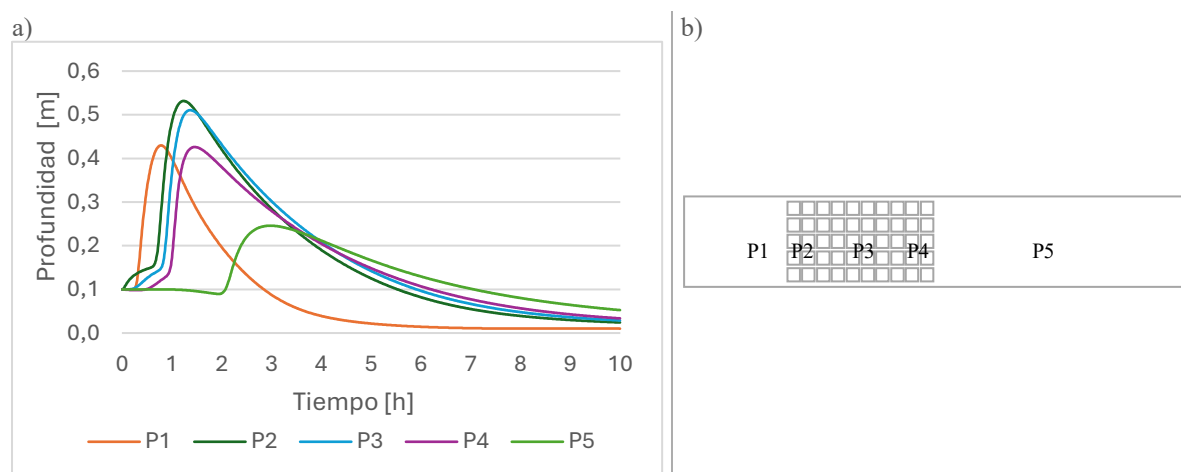 a)
b)
Profundidad [m]
0,6
0,5
0,4
0,3
0,2
0,1
0,0
0 1 2 3 4 5 6 7 8 9 10
Tiempo [h]
P1 P2 P3 P4 P5
P1 P2 P3 P4 P5